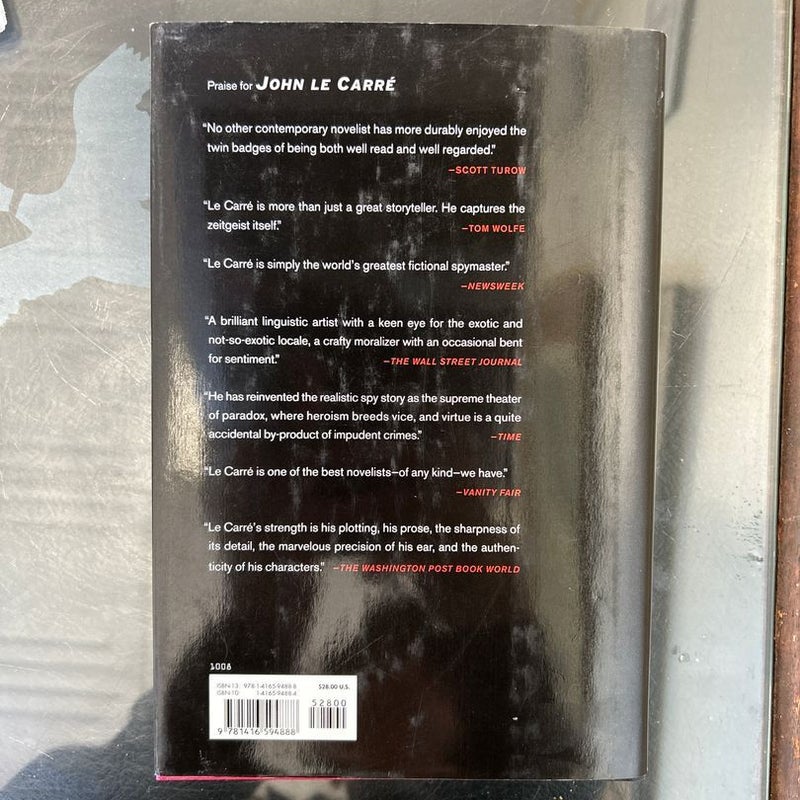 Praise for JOHN LE CARRÉ
“No other contemporary novelist has more durably enjoyed the
twin badges of being both well read and well regarded.”
–SCOTT TUROW
“Le Carré is more than just a great storyteller. He captures the
zeitgeist itself.” –TOM WOLFE
“Le Carré is simply the world’s greatest fictional spymaster.”
–NEWSWEEK
“A brilliant linguistic artist with a keen eye for the exotic and
not-so-exotic locale, a crafty moralizer with an occasional bent
for sentiment.” –THE WALL STREET JOURNAL
“He has reinvented the realistic spy story as the supreme theater
of paradox, where heroism breeds vice, and virtue is a quite
accidental by-product of impudent crimes.” –TIME
“Le Carré is one of the best novelists–of any kind–we have.”
–VANITY FAIR
“Le Carré’s strength is his plotting, his prose, the sharpness of
its detail, the marvelous precision of his ear, and the authen-
ticity of his characters.” –THE WASHINGTON POST BOOK WORLD
1008
ISBN 13: 978-1-4165-9488-8 $28.00 U.S.
ISBN 10: 1-4165-9488-4
52800
9 781416 594888